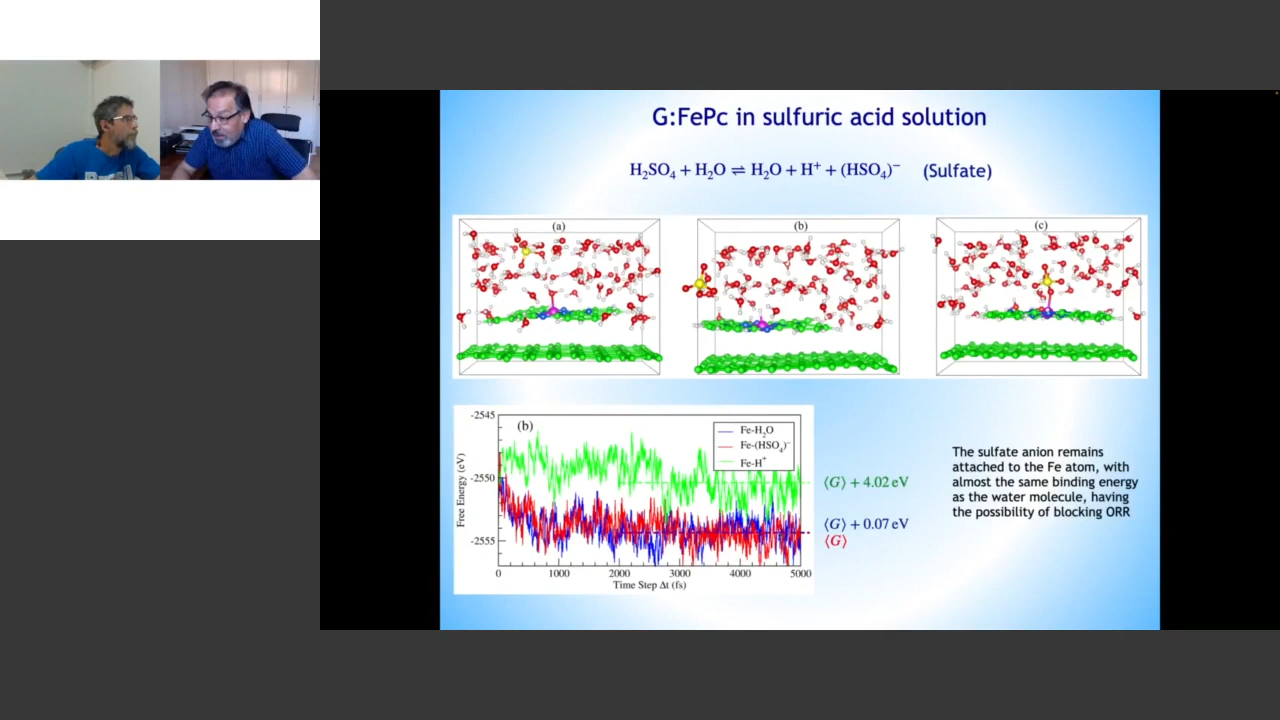 G:FePc in sulfuric acid solution
H₂SO₄ + H₂O ⇌ H₂O + H⁺ + (HSO₄)⁻ (Sulfate)
(a)
(b)
(c)
(b)
Fe-H₂O
Fe-(HSO₄)⁻
Fe-H⁺
Free Energy (eV)
-2545
-2550
-2555
0 1000 2000 3000 4000 5000
Time Step Δt (fs)
⟨G⟩ + 4.02 eV
⟨G⟩ + 0.07 eV
⟨G⟩
The sulfate anion remains
attached to the Fe atom, with
almost the same binding energy
as the water molecule, having
the possibility of blocking ORR